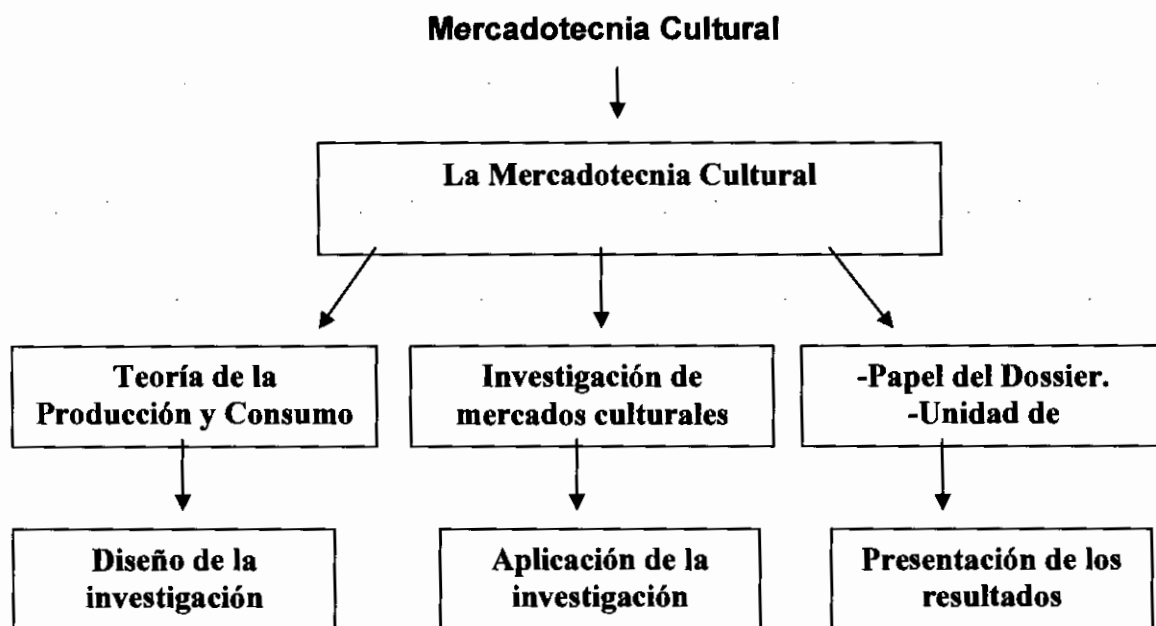 Mercadotecnia Cultural
La Mercadotecnia Cultural
Teoría de la
Producción y Consumo
Investigación de
mercados culturales
-Papel del Dossier.
-Unidad de
Diseño de la
investigación
Aplicación de la
investigación
Presentación de los
resultados